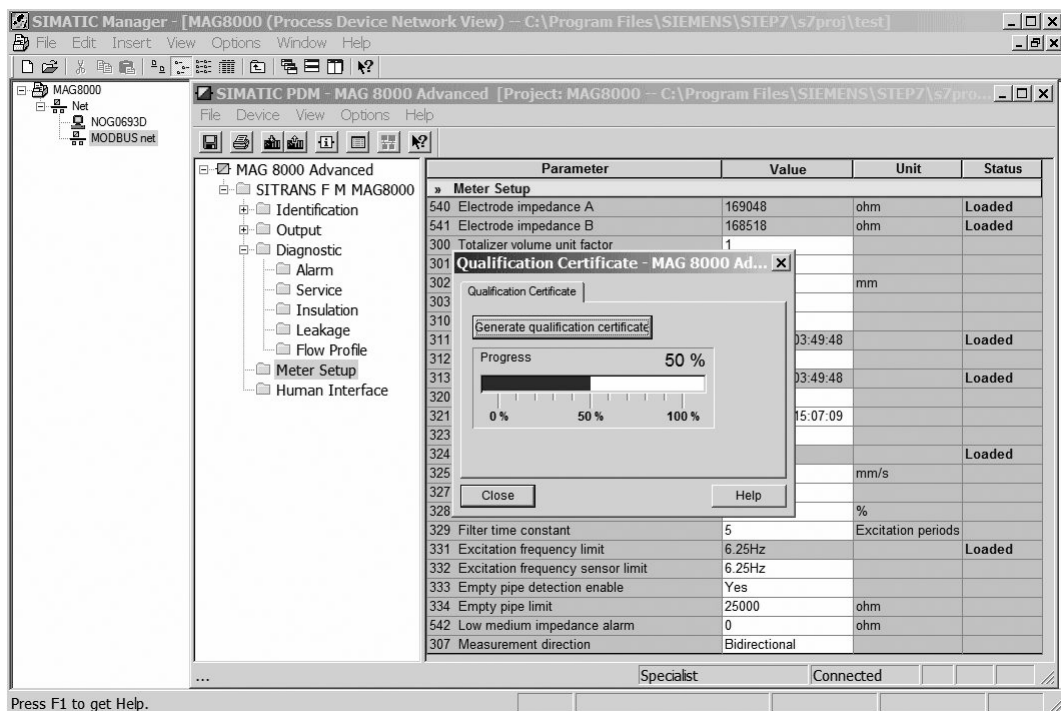 SIMATIC Manager - [MAG8000 (Process Device Network View) -- C:\Program Files\SIEMENS\STEP7\s7proj\test]
File Edit Insert View Options Window Help
MAG8000
Net
NOG0693D
MODBUS net
SIMATIC PDM - MAG 8000 Advanced [Project: MAG8000 -- C:\Program Files\SIEMENS\STEP7\s7pro...
File Device View Options Help
MAG 8000 Advanced
SITRANS F M MAG8000
Identification
Output
Diagnostic
Alarm
Service
Insulation
Leakage
Flow Profile
Meter Setup
Human Interface
Parameter Value Unit Status
» Meter Setup
540 Electrode impedance A 169048 ohm Loaded
541 Electrode impedance B 168518 ohm Loaded
300 Totalizer volume unit factor 1
301
302 mm
303
310
311 03:49:48 Loaded
312
313 03:49:48 Loaded
320
321 15:07:09
323
324 Loaded
325 mm/s
327
328 %
329 Filter time constant 5 Excitation periods
331 Excitation frequency limit 6.25Hz Loaded
332 Excitation frequency sensor limit 6.25Hz
333 Empty pipe detection enable Yes
334 Empty pipe limit 25000 ohm
542 Low medium impedance alarm 0 ohm
307 Measurement direction Bidirectional
Qualification Certificate - MAG 8000 Ad...
Qualification Certificate
Generate qualification certificate
Progress 50 %
0 % 50 % 100 %
Close Help
... Specialist Connected
Press F1 to get Help.